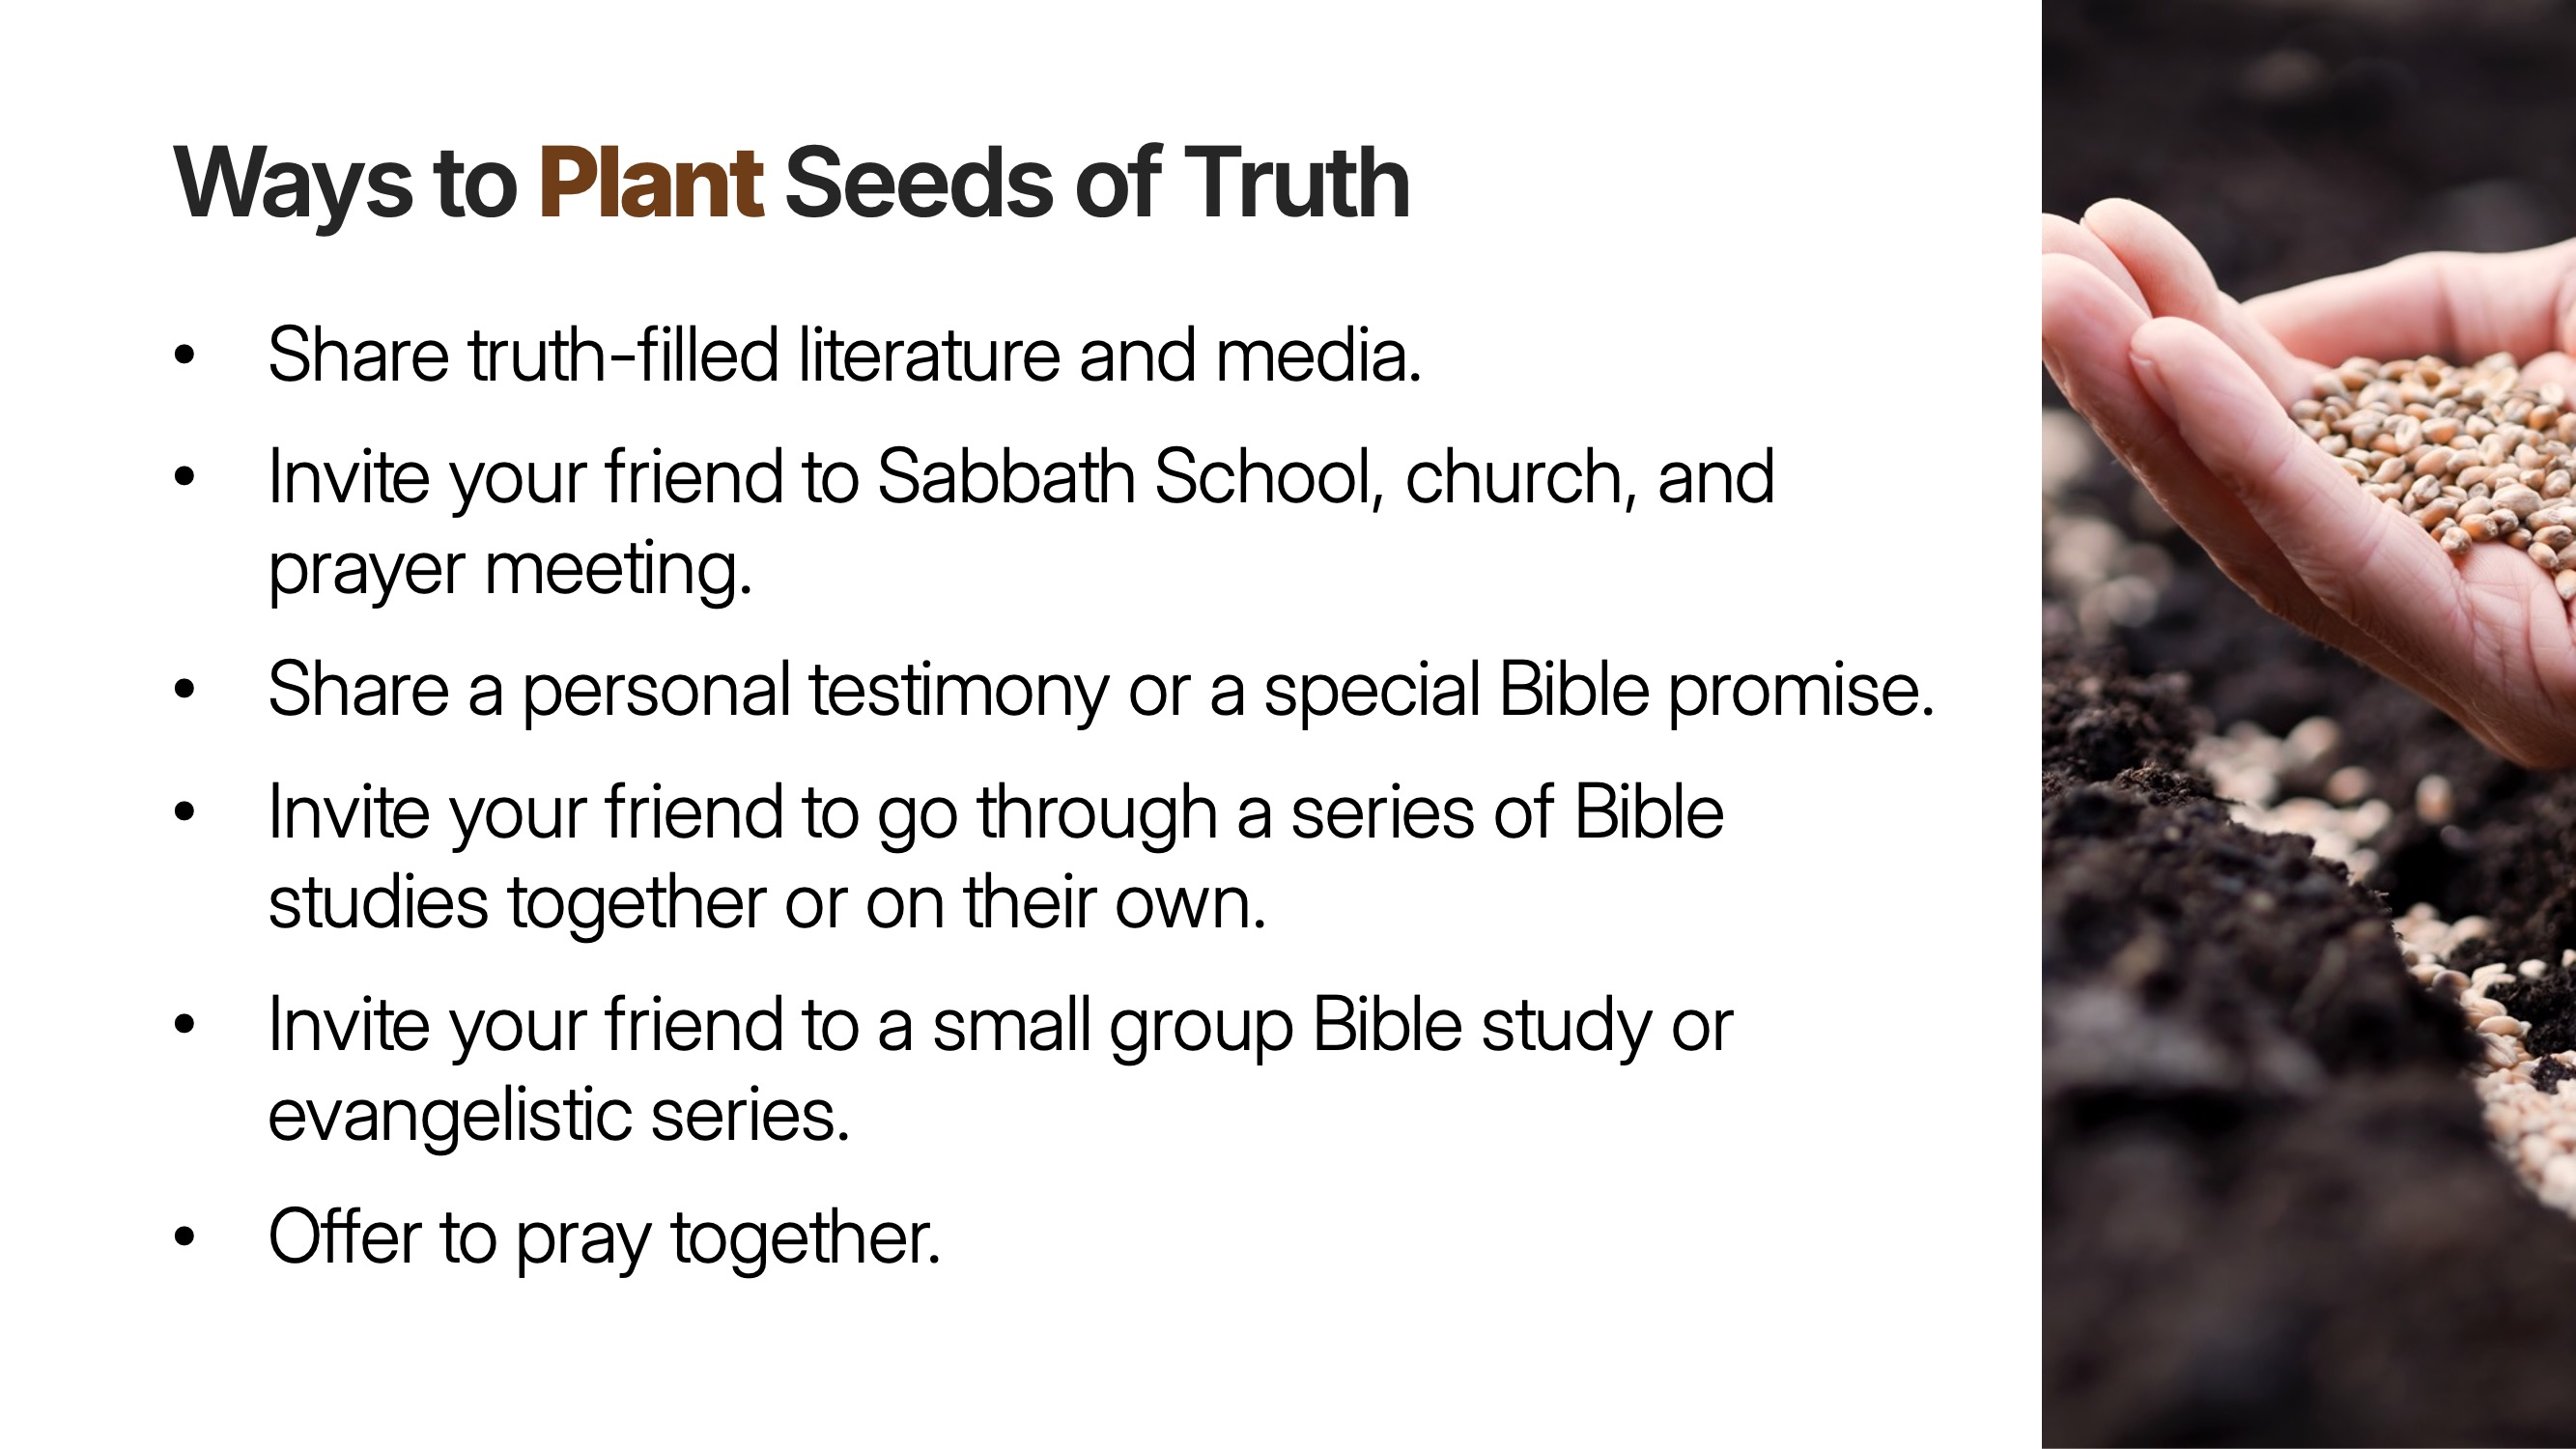 Ways to Plant Seeds of Truth
• Share truth-filled literature and media.
• Invite your friend to Sabbath School, church, and
prayer meeting.
• Share a personal testimony or a special Bible promise.
• Invite your friend to go through a series of Bible
studies together or on their own.
• Invite your friend to a small group Bible study or
evangelistic series.
• Offer to pray together.